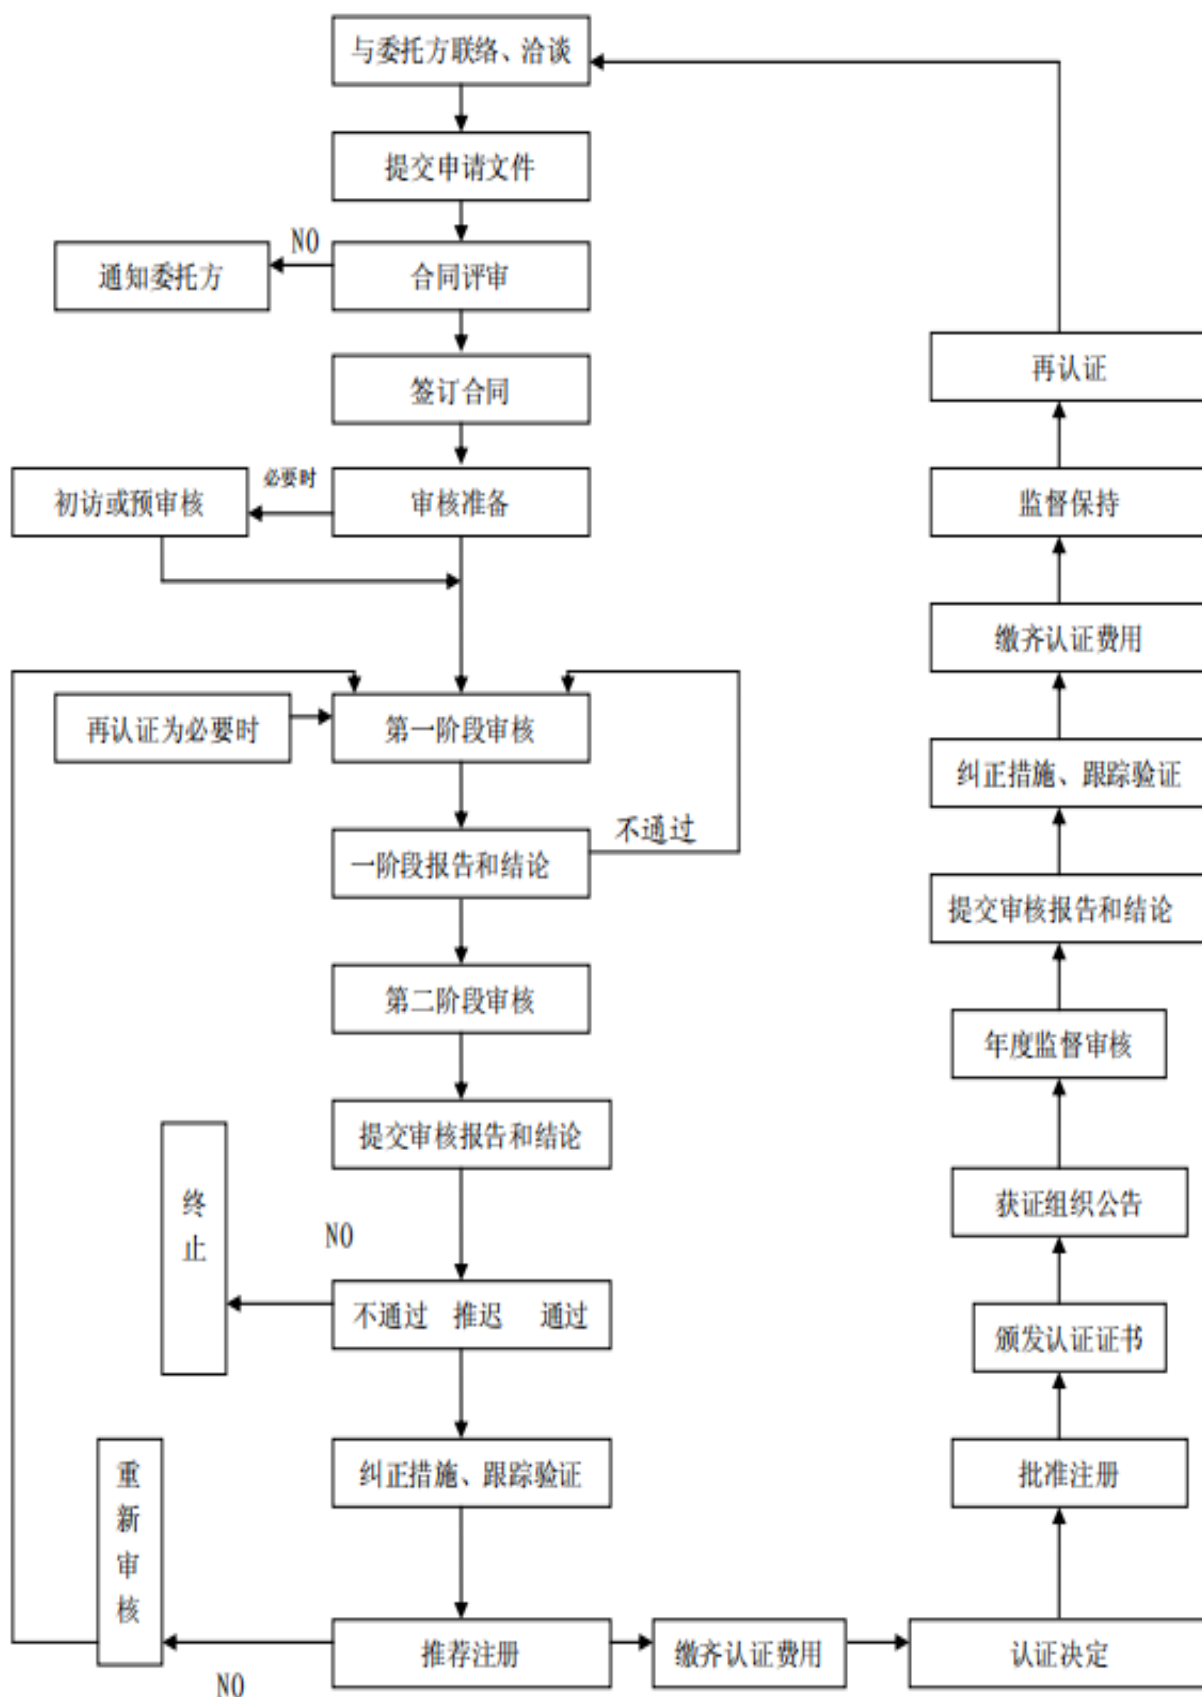 与委托方联络、洽谈
提交申请文件
NO
通知委托方
合同评审
签订合同
必要时
初访或预审核
审核准备
再认证为必要时
第一阶段审核
不通过
一阶段报告和结论
第二阶段审核
提交审核报告和结论
终止
NO
不通过 推迟 通过
纠正措施、跟踪验证
重新审核
NO
推荐注册
缴齐认证费用
认证决定
批准注册
颁发认证证书
获证组织公告
年度监督审核
提交审核报告和结论
纠正措施、跟踪验证
缴齐认证费用
监督保持
再认证